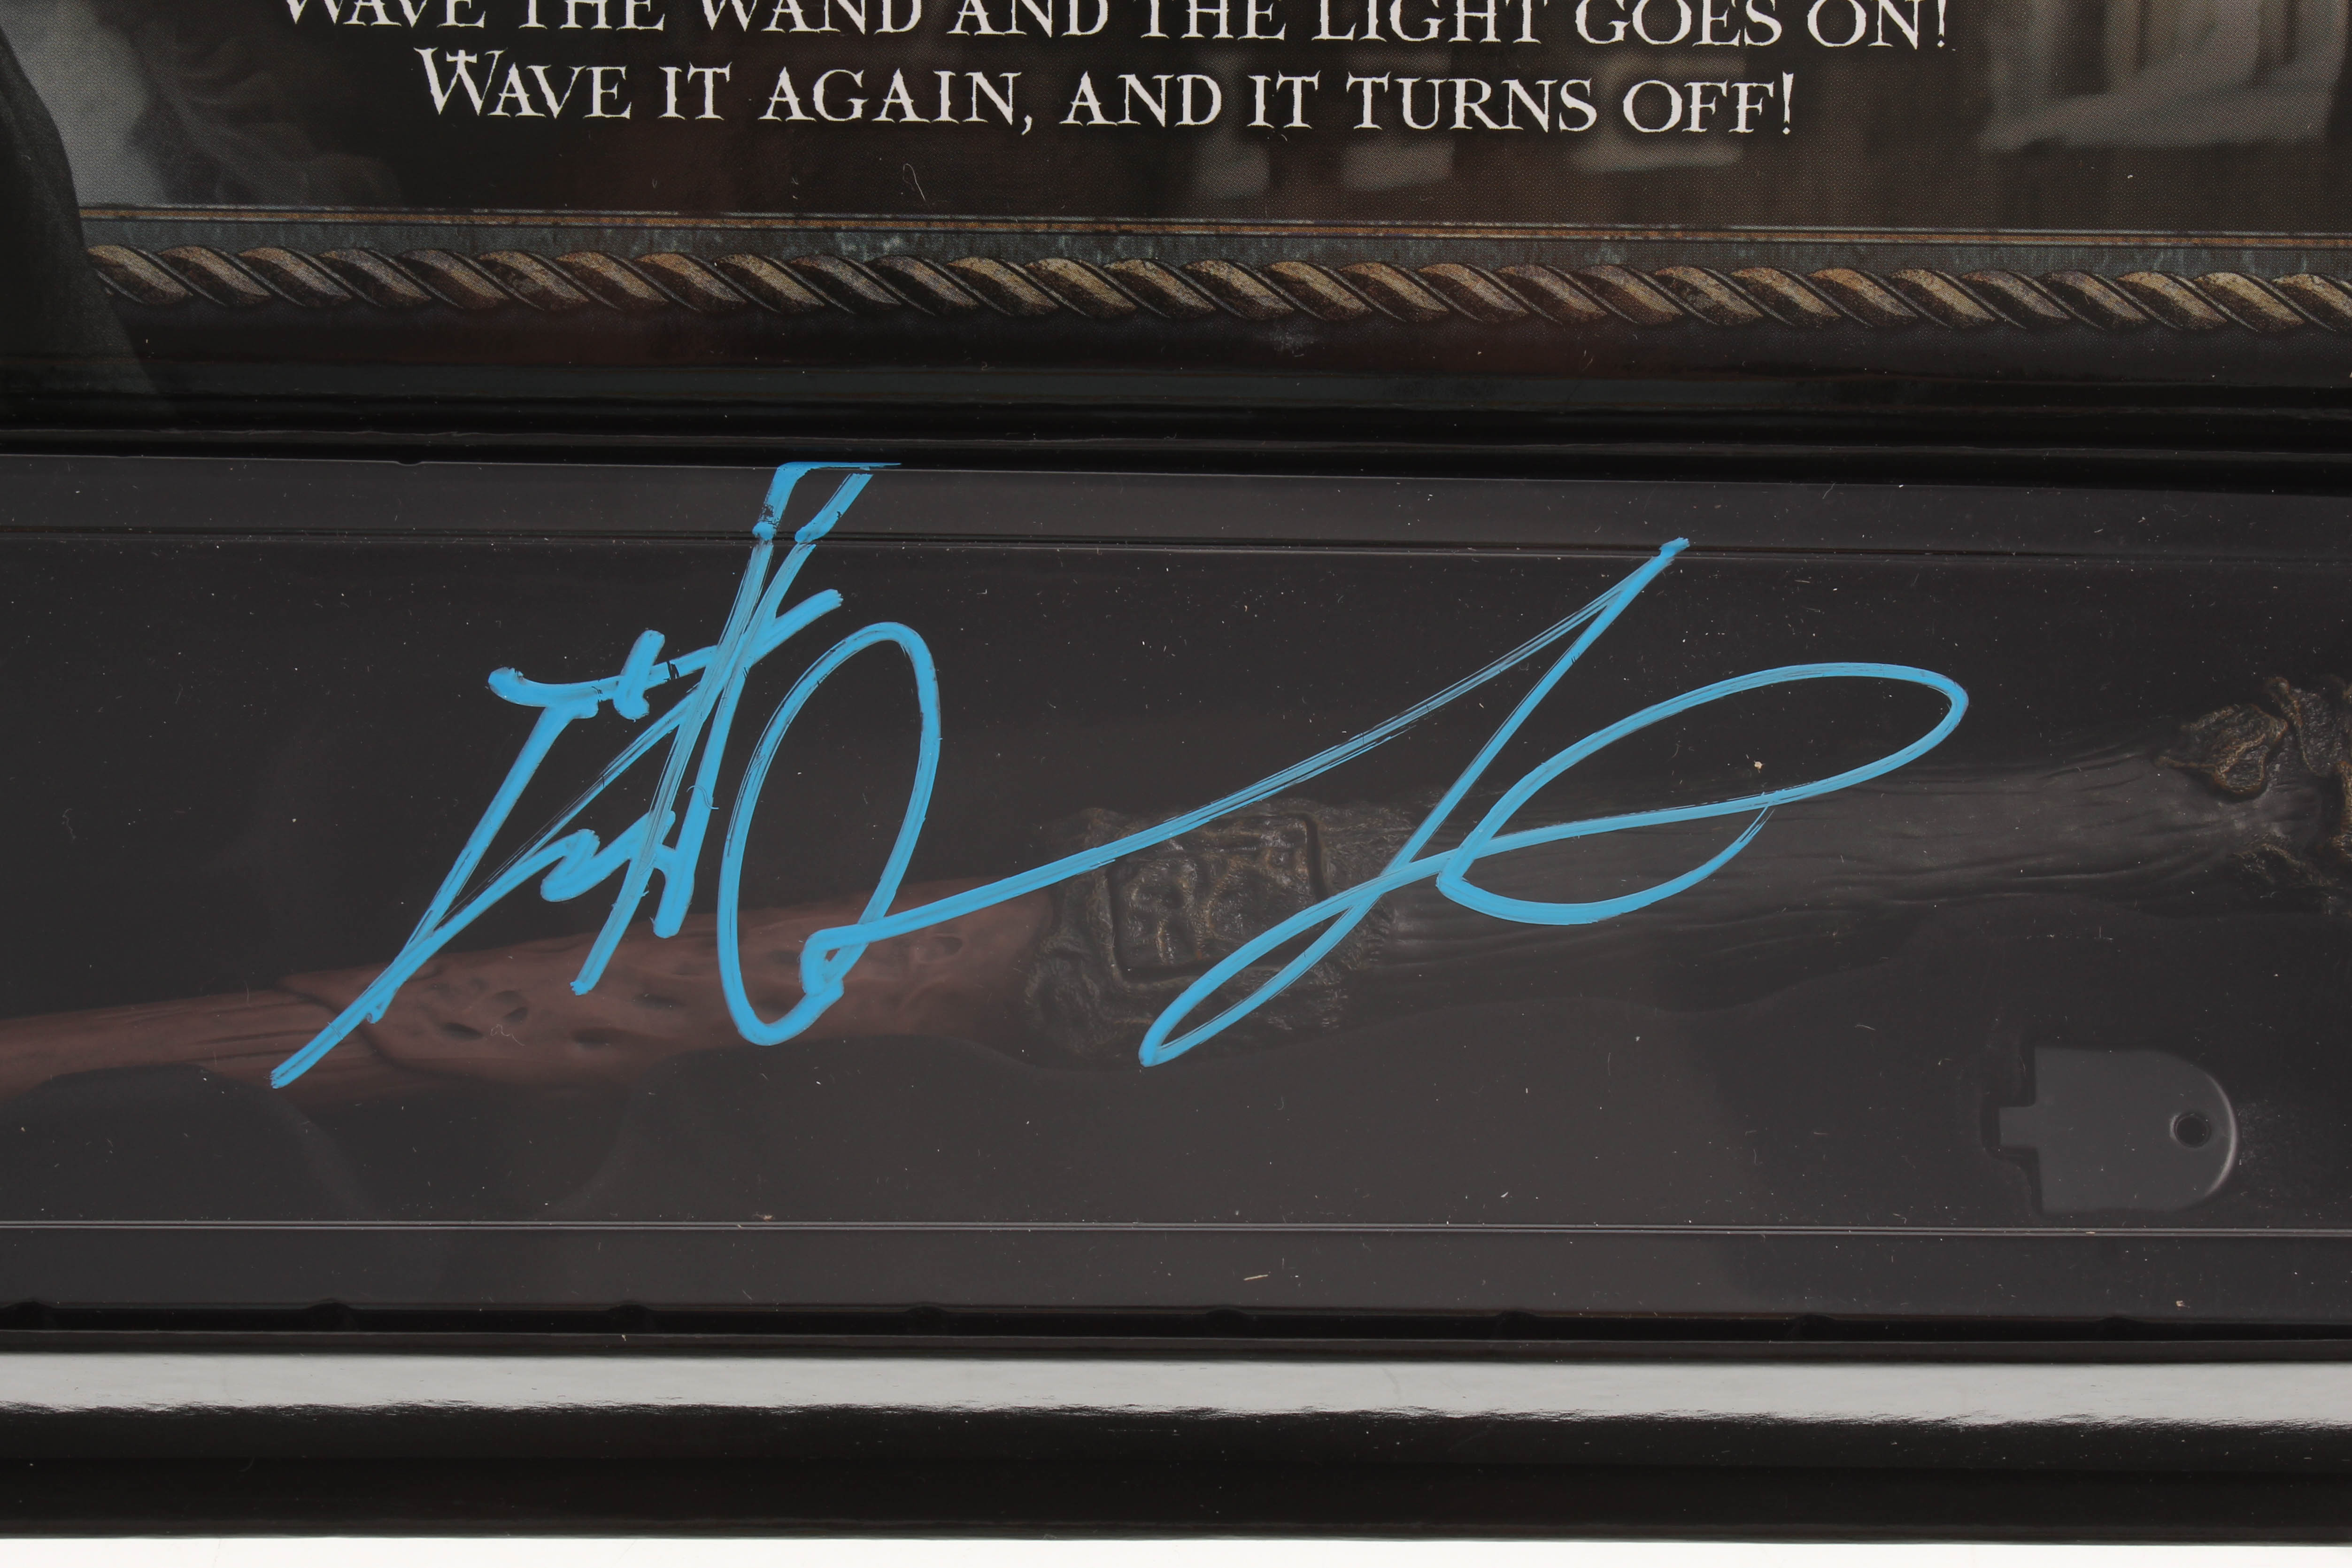 WAVE THE WAND AND THE LIGHT GOES ON!
WAVE IT AGAIN, AND IT TURNS OFF!